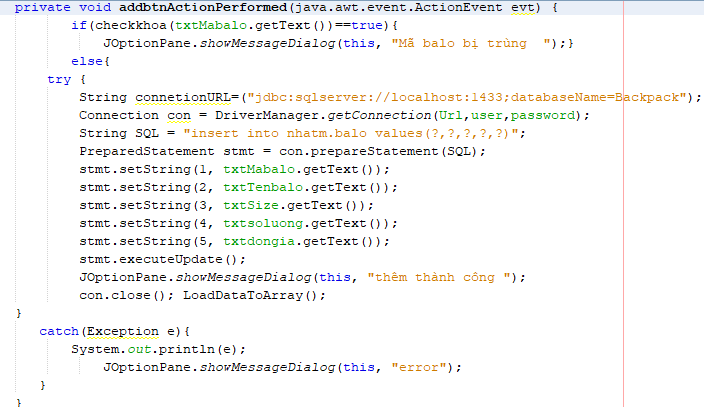 private void addbtnActionPerformed(java.awt.event.ActionEvent evt) {
if(checkkhoa(txtMabalo.getText())==true){
JOptionPane.showMessageDialog(this, "Mã balo bị trùng  ");}
else{
try {
String connetionURL=("jdbc:sqlserver://localhost:1433;databaseName=Backpack");
Connection con = DriverManager.getConnection(Url,user,password);
String SQL = "insert into nhatm.balo values(?,?,?,?,?)";
PreparedStatement stmt = con.prepareStatement(SQL);
stmt.setString(1, txtMabalo.getText());
stmt.setString(2, txtTenbalo.getText());
stmt.setString(3, txtSize.getText());
stmt.setString(4, txtsoluong.getText());
stmt.setString(5, txtdongia.getText());
stmt.executeUpdate();
JOptionPane.showMessageDialog(this, "thêm thành công ");
con.close(); LoadDataToArray();
}
catch(Exception e){
System.out.println(e);
JOptionPane.showMessageDialog(this, "error");
}
}